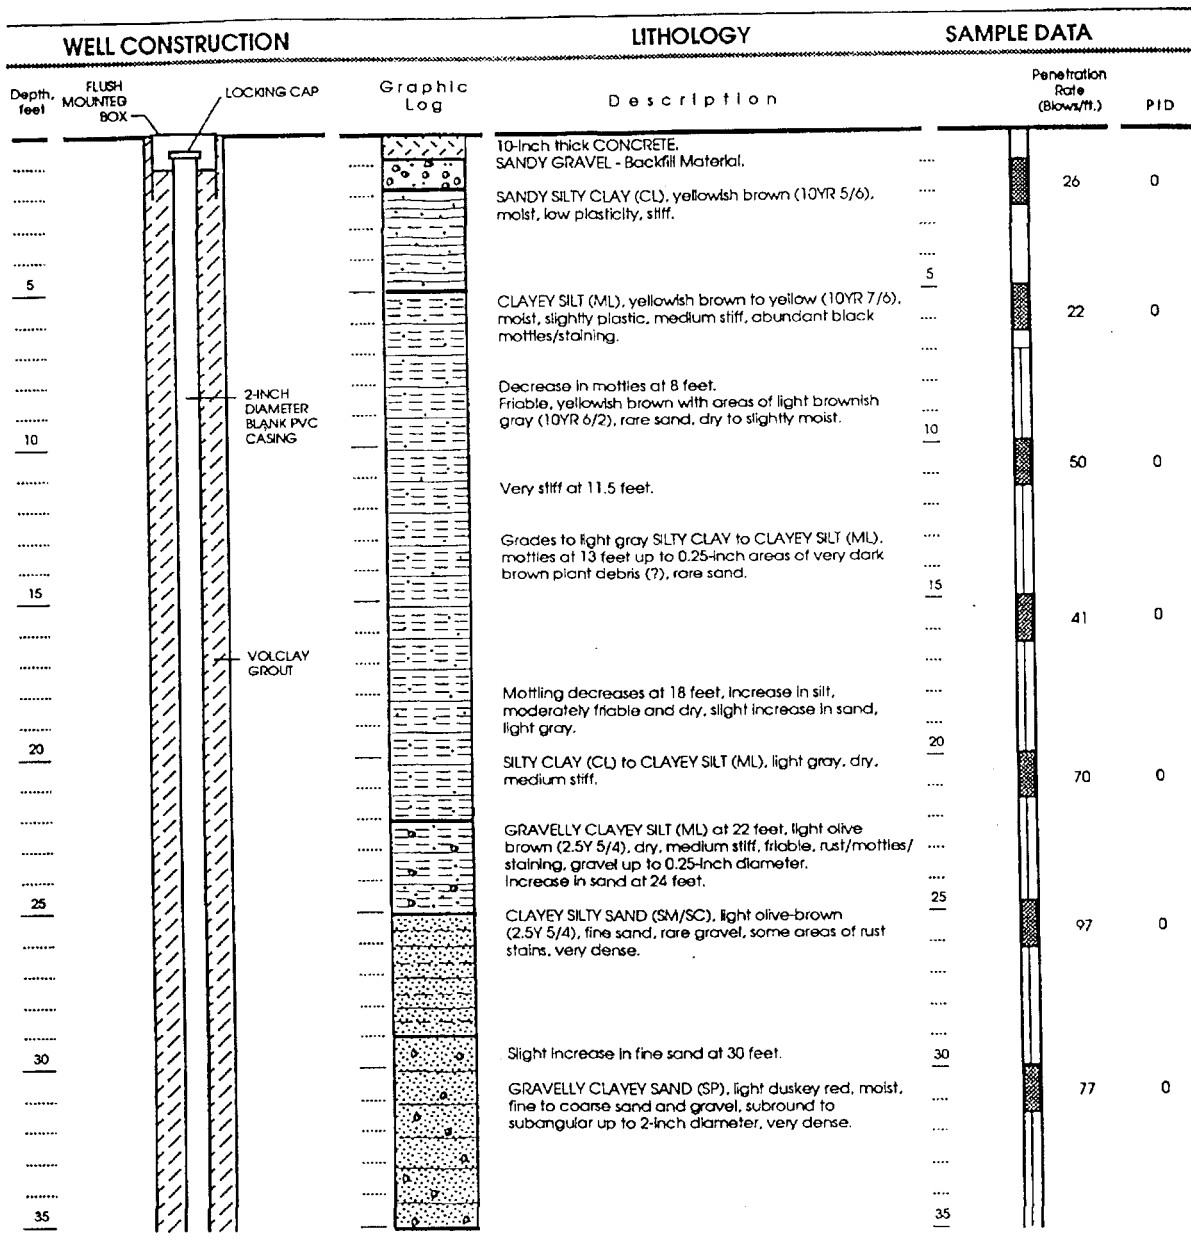 WELL CONSTRUCTION
LITHOLOGY
SAMPLE DATA
Depth,
feet
FLUSH
MOUNTED
BOX
LOCKING CAP
Graphic
Log
Description
Penetration
Rate
(Blows/ft.)
PID
10-inch thick CONCRETE.
SANDY GRAVEL - Backfill Material.
26 0
SANDY SILTY CLAY (CL), yellowish brown (10YR 5/6),
moist, low plasticity, stiff.
5
5
CLAYEY SILT (ML), yellowish brown to yellow (10YR 7/6),
moist, slightly plastic, medium stiff, abundant black
mottles/staining.
22 0
Decrease in mottles at 8 feet.
Friable, yellowish brown with areas of light brownish
gray (10YR 6/2), rare sand, dry to slightly moist.
2-INCH
DIAMETER
BLANK PVC
CASING
10
10
50 0
Very stiff at 11.5 feet.
Grades to light gray SILTY CLAY to CLAYEY SILT (ML),
mottles at 13 feet up to 0.25-inch areas of very dark
brown plant debris (?), rare sand.
15
15
41 0
VOLCLAY
GROUT
Mottling decreases at 18 feet, increase in silt,
moderately friable and dry, slight increase in sand,
light gray.
20
20
SILTY CLAY (CL) to CLAYEY SILT (ML), light gray, dry,
medium stiff.
70 0
GRAVELLY CLAYEY SILT (ML) at 22 feet, light olive
brown (2.5Y 5/4), dry, medium stiff, friable, rust/mottles/
staining, gravel up to 0.25-inch diameter.
Increase in sand at 24 feet.
25
25
CLAYEY SILTY SAND (SM/SC), light olive-brown
(2.5Y 5/4), fine sand, rare gravel, some areas of rust
stains, very dense.
97 0
30
Slight increase in fine sand at 30 feet.
30
GRAVELLY CLAYEY SAND (SP), light duskey red, moist,
fine to coarse sand and gravel, subround to
subangular up to 2-inch diameter, very dense.
77 0
35
35